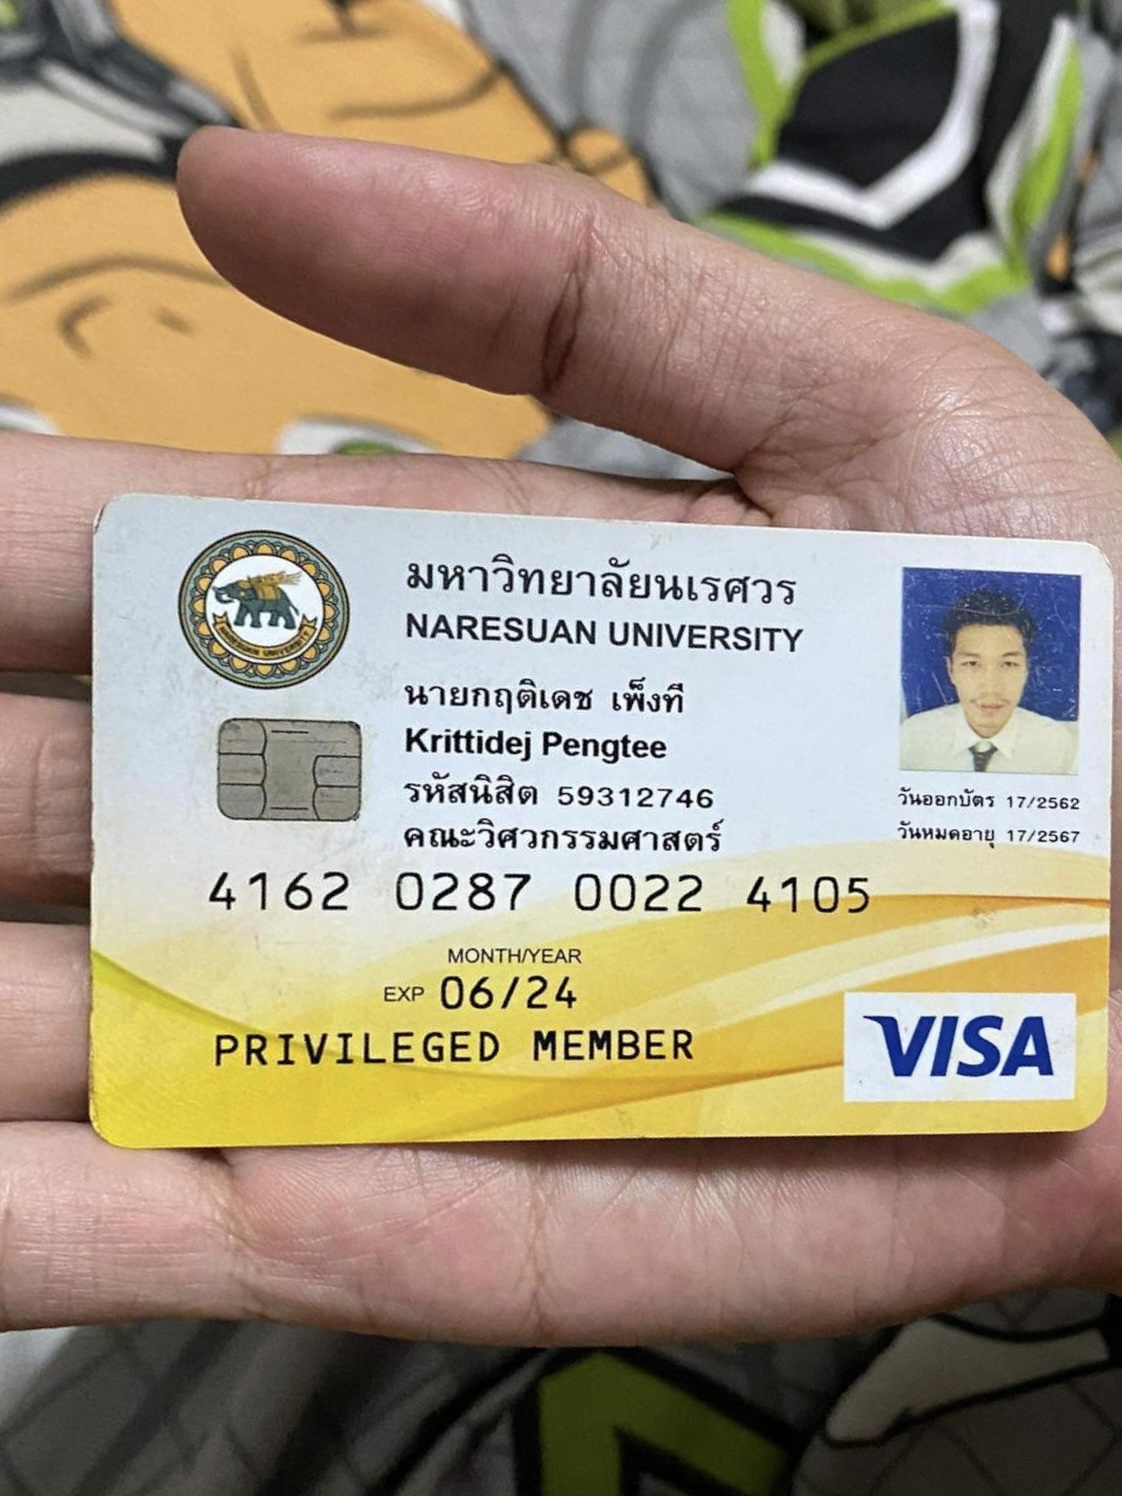 มหาวิทยาลัยนเรศวร
NARESUAN UNIVERSITY
NARESUAN UNIVERSITY
นายกฤติเดช เพ็งที
Krittidej Pengtee
รหัสนิสิต 59312746
คณะวิศวกรรมศาสตร์
วันออกบัตร 17/2562
วันหมดอายุ 17/2567
4162 0287 0022 4105
MONTH/YEAR
EXP 06/24
PRIVILEGED MEMBER
VISA